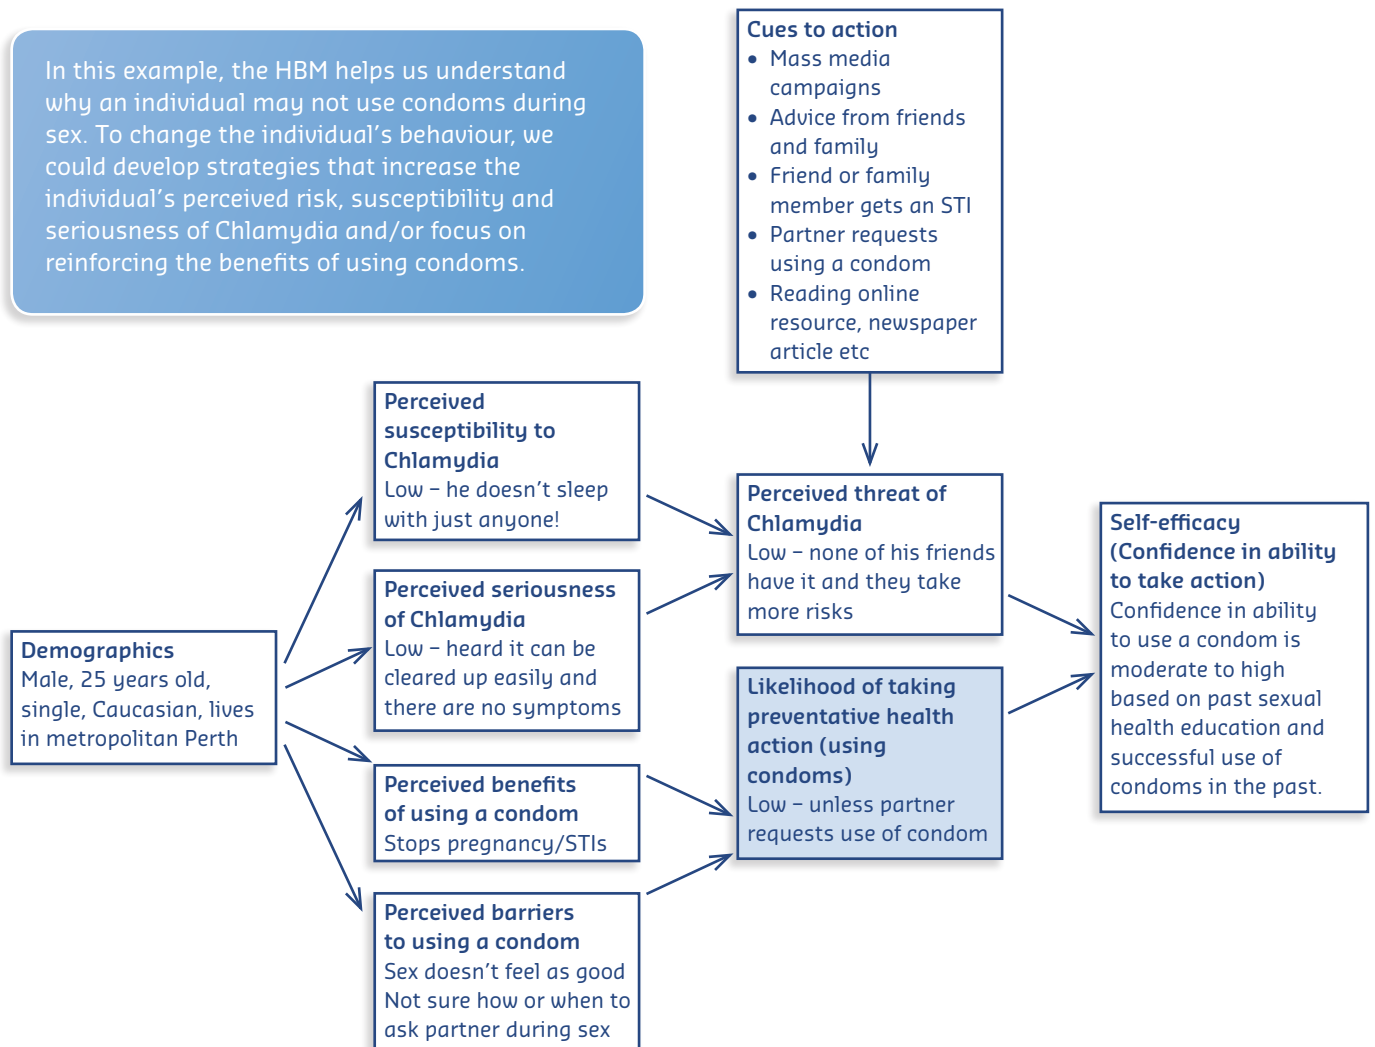 In this example, the HBM helps us understand
why an individual may not use condoms during
sex. To change the individual's behaviour, we
could develop strategies that increase the
individual's perceived risk, susceptibility and
seriousness of Chlamydia and/or focus on
reinforcing the benefits of using condoms.
Cues to action
• Mass media
campaigns
• Advice from friends
and family
• Friend or family
member gets an STI
• Partner requests
using a condom
• Reading online
resource, newspaper
article etc
Demographics
Male, 25 years old,
single, Caucasian, lives
in metropolitan Perth
Perceived
susceptibility to
Chlamydia
Low – he doesn't sleep
with just anyone!
Perceived seriousness
of Chlamydia
Low – heard it can be
cleared up easily and
there are no symptoms
Perceived benefits
of using a condom
Stops pregnancy/STIs
Perceived barriers
to using a condom
Sex doesn't feel as good
Not sure how or when to
ask partner during sex
Perceived threat of
Chlamydia
Low – none of his friends
have it and they take
more risks
Likelihood of taking
preventative health
action (using
condoms)
Low – unless partner
requests use of condom
Self-efficacy
(Confidence in ability
to take action)
Confidence in ability
to use a condom is
moderate to high
based on past sexual
health education and
successful use of
condoms in the past.